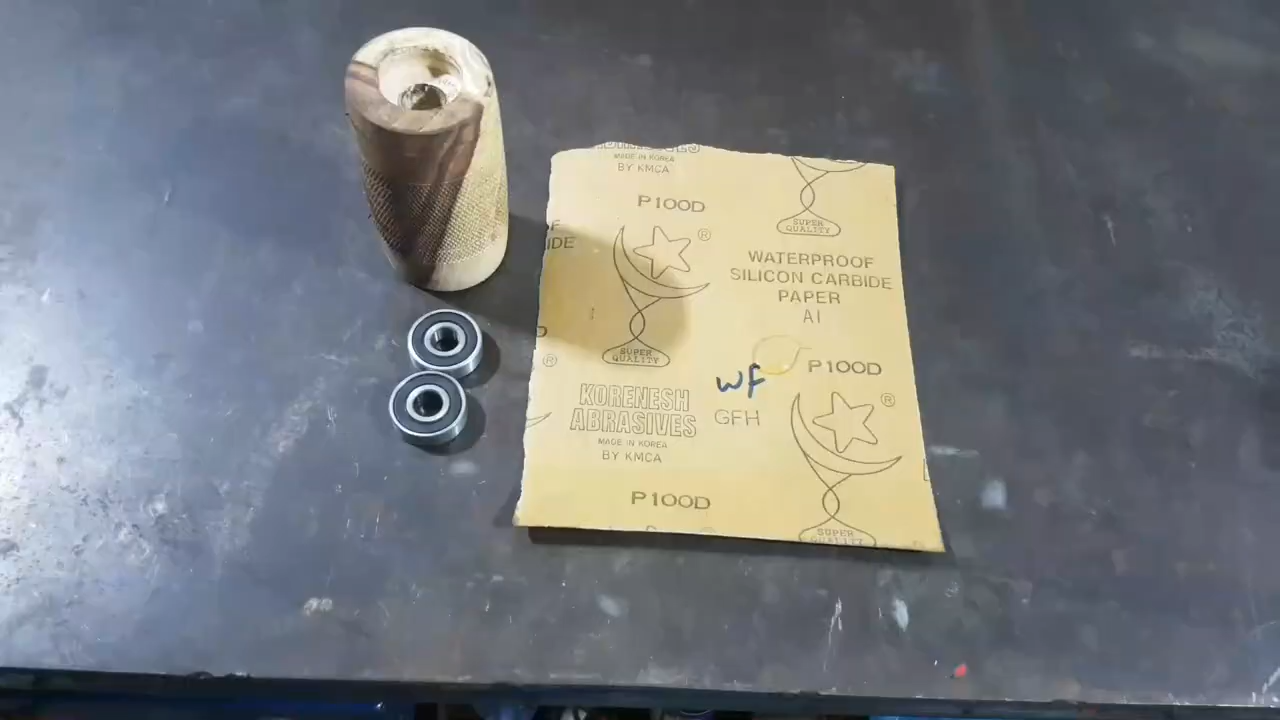 MADE IN KOREA
BY KMCA
P100D
SUPER
QUALITY
®
WATERPROOF
SILICON CARBIDE
PAPER
AI
IDE
SUPER
QUALITY
®
P100D
wf
GFH
®
KORENESH
ABRASIVES
MADE IN KOREA
BY KMCA
P100D
SUPER
QUALITY